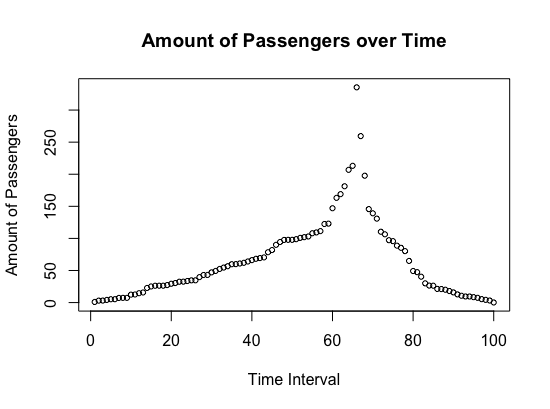 Amount of Passengers over Time
Amount of Passengers
250
150
50
0
0 20 40 60 80 100
Time Interval